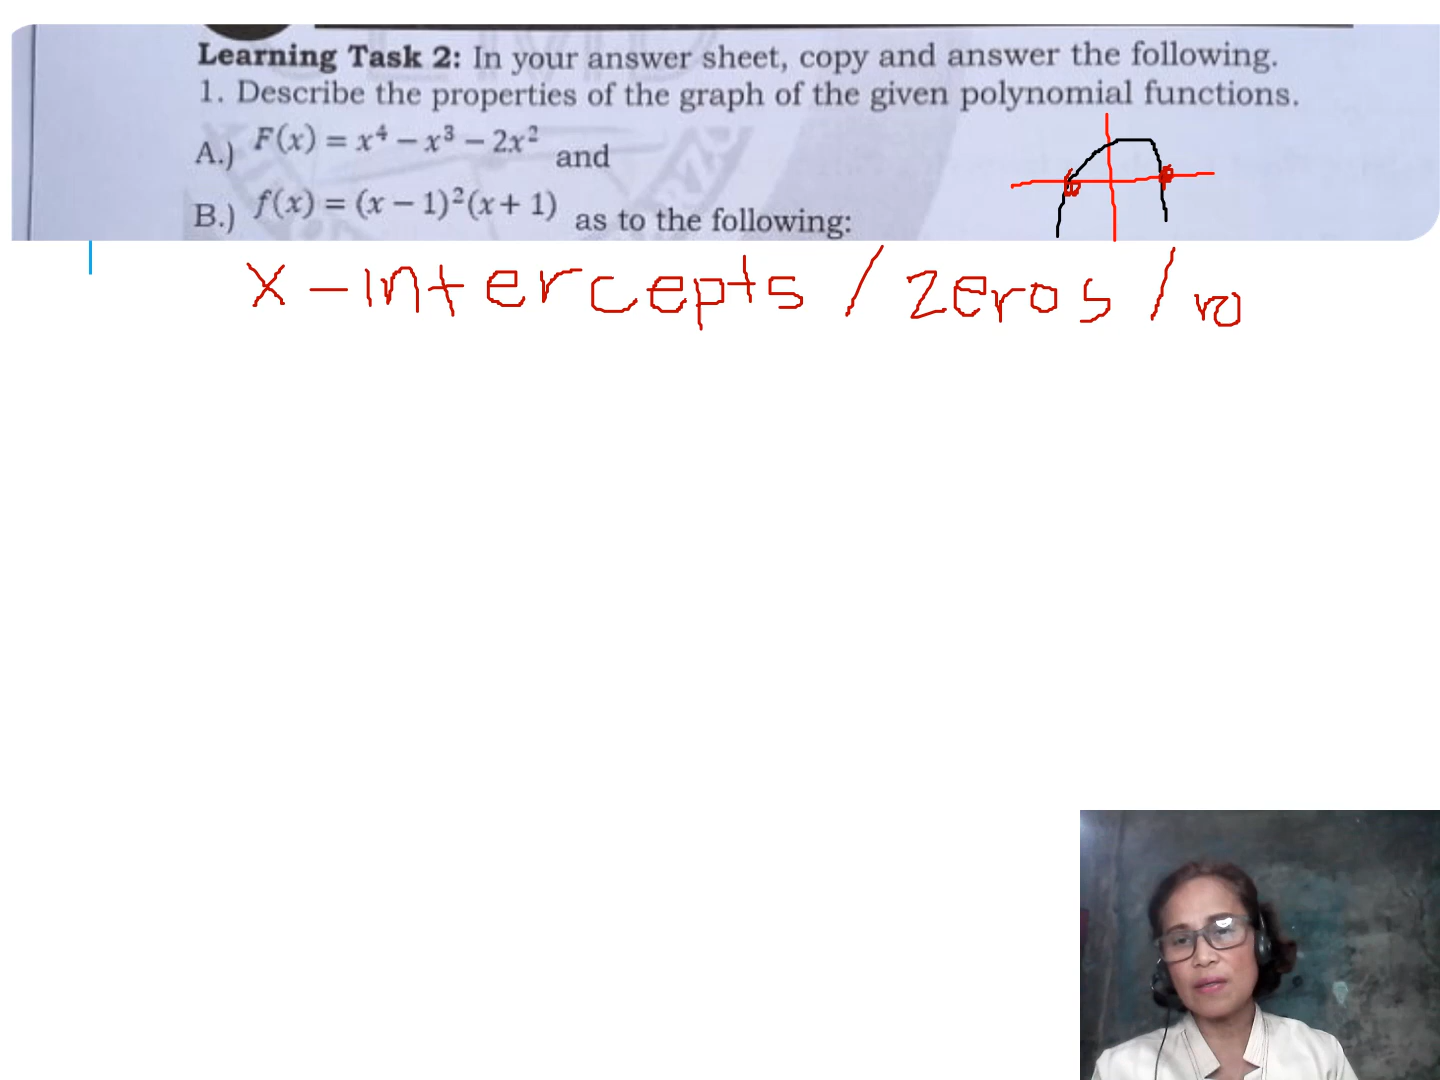 Learning Task 2: In your answer sheet, copy and answer the following.
1. Describe the properties of the graph of the given polynomial functions.
A.) F(x) = x⁴ − x³ − 2x² and
B.) f(x) = (x − 1)²(x + 1) as to the following:
x-intercepts / zeros / ro